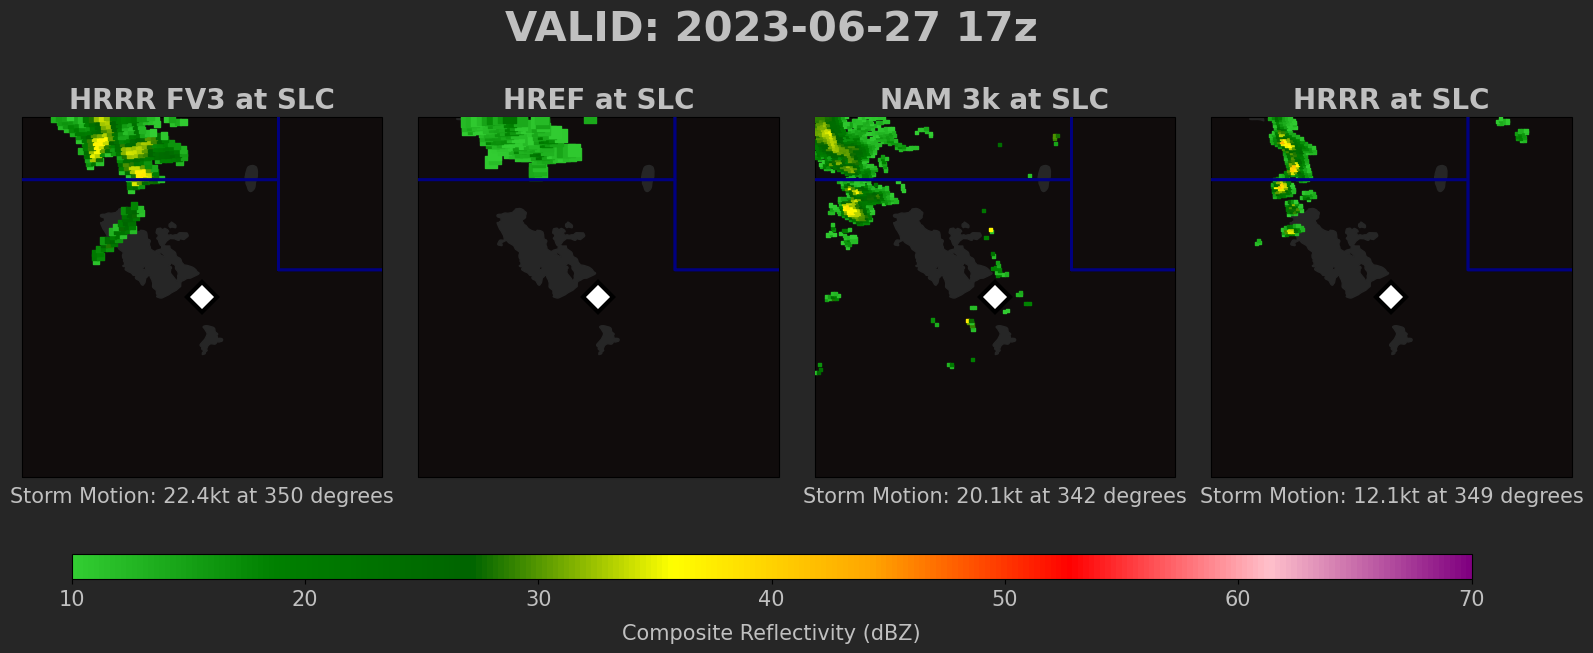 VALID: 2023-06-27 17z
HRRR FV3 at SLC
HREF at SLC
NAM 3k at SLC
HRRR at SLC
Storm Motion: 22.4kt at 350 degrees
Storm Motion: 20.1kt at 342 degrees
Storm Motion: 12.1kt at 349 degrees
10 20 30 40 50 60 70
Composite Reflectivity (dBZ)